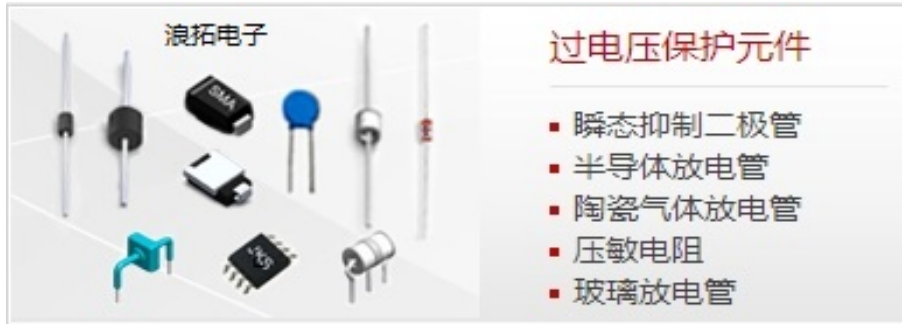 浪拓电子
SMA
过电压保护元件
瞬态抑制二极管
半导体放电管
陶瓷气体放电管
压敏电阻
玻璃放电管